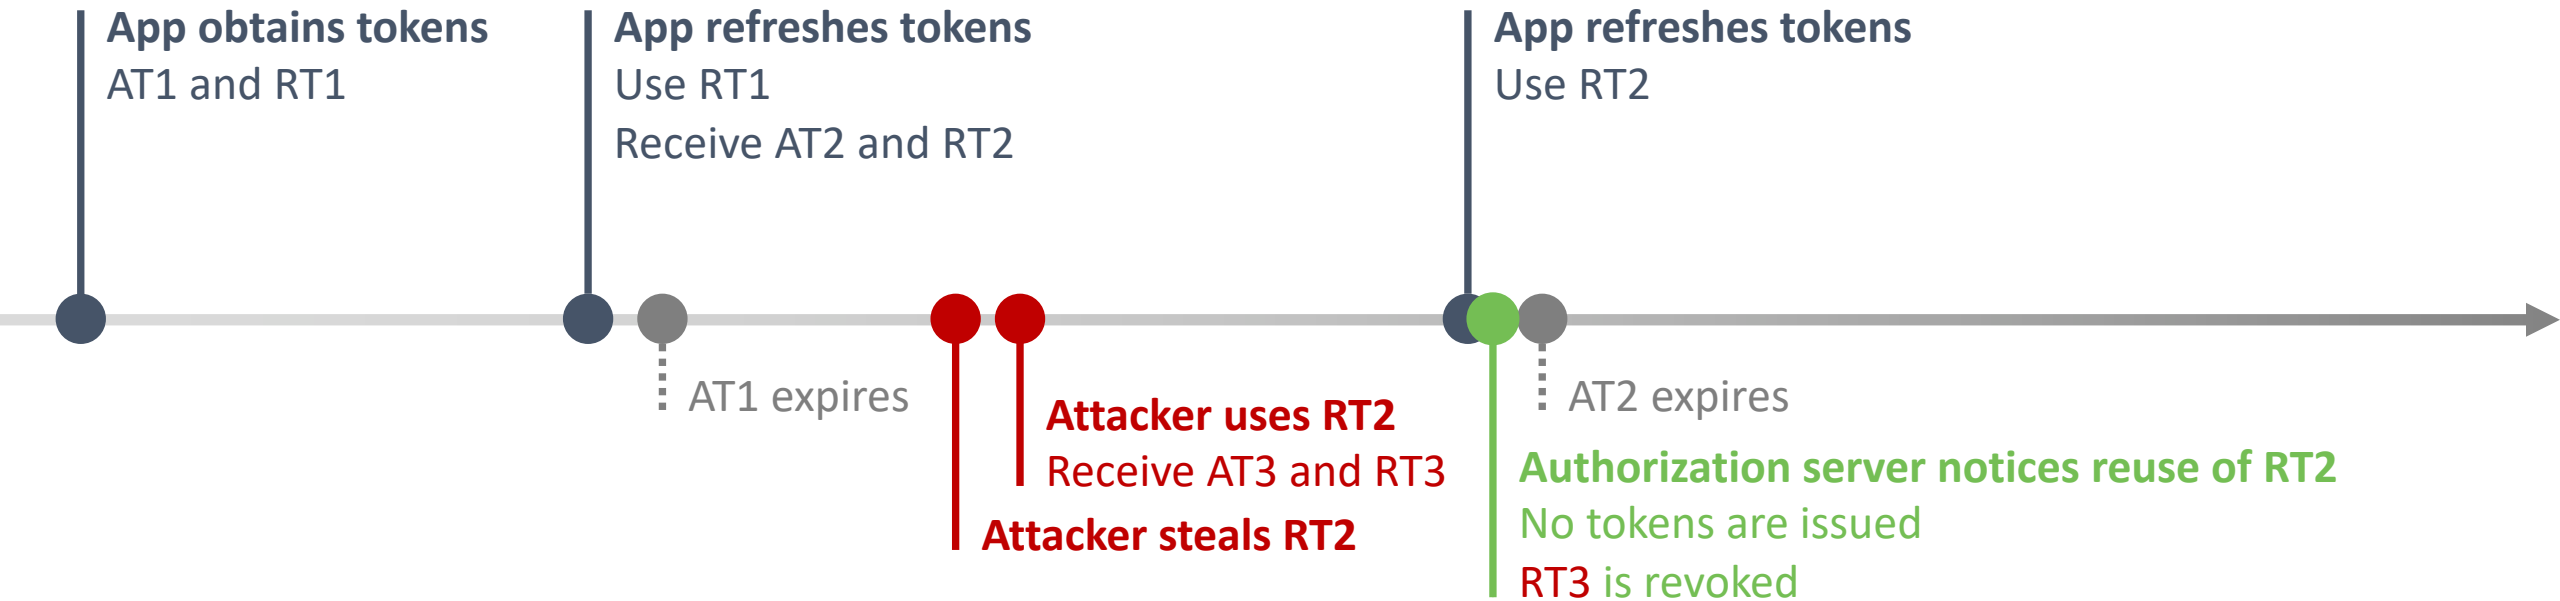 App obtains tokens
AT1 and RT1
App refreshes tokens
Use RT1
Receive AT2 and RT2
App refreshes tokens
Use RT2
AT1 expires
Attacker uses RT2
Receive AT3 and RT3
Attacker steals RT2
AT2 expires
Authorization server notices reuse of RT2
No tokens are issued
RT3 is revoked